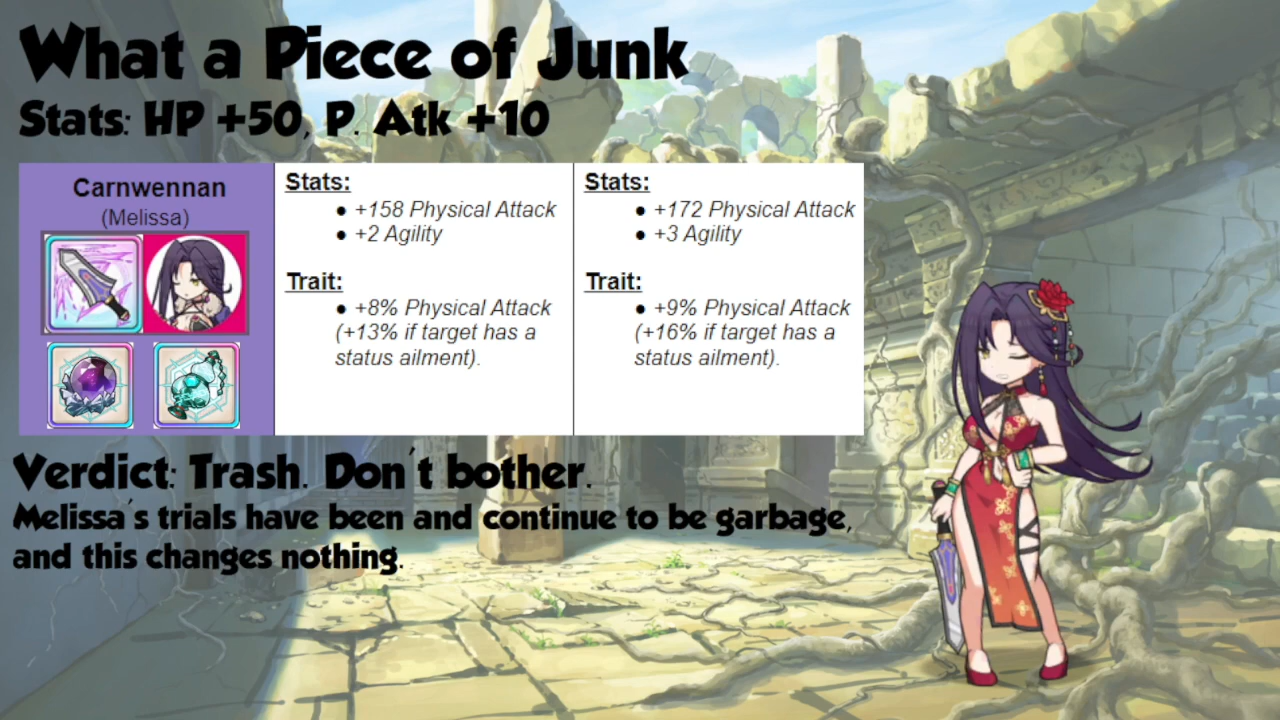 What a Piece of Junk
Stats: HP +50, P. Atk +10
Carnwennan
(Melissa)
Stats:
● +158 Physical Attack
● +2 Agility
Trait:
● +8% Physical Attack
(+13% if target has a
status ailment).
Stats:
● +172 Physical Attack
● +3 Agility
Trait:
● +9% Physical Attack
(+16% if target has a
status ailment).
Verdict: Trash. Don't bother.
Melissa's trials have been and continue to be garbage,
and this changes nothing.